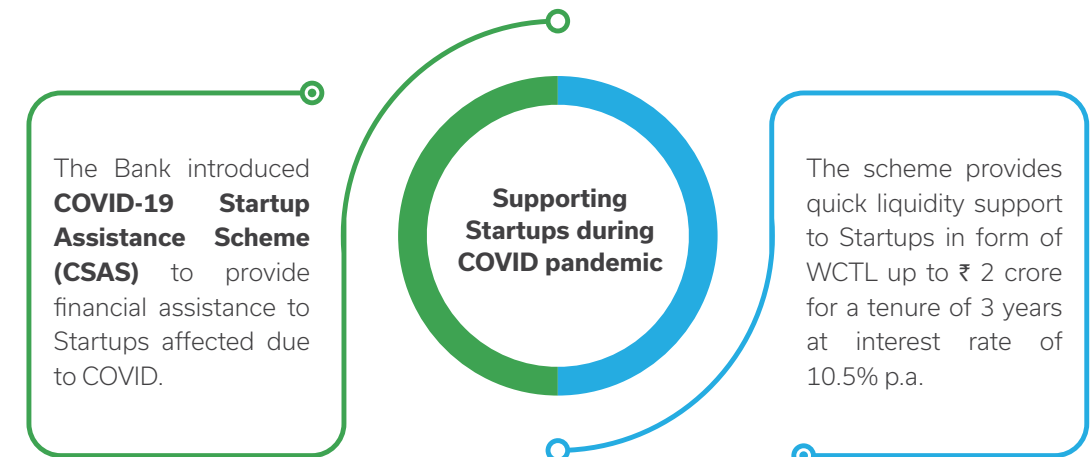 The Bank introduced
COVID-19 Startup
Assistance Scheme
(CSAS) to provide
financial assistance to
Startups affected due
to COVID.
Supporting
Startups during
COVID pandemic
The scheme provides
quick liquidity support
to Startups in form of
WCTL up to ₹ 2 crore
for a tenure of 3 years
at interest rate of
10.5% p.a.